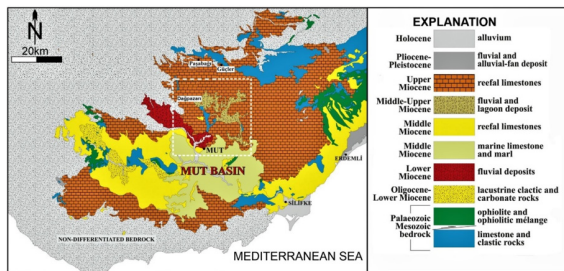 N
20km
Paşabağı
Güçler
Dağpazarı
MUT
MUT BASIN
ERDEMLİ
SİLİFKE
NON-DIFFERENTIATED BEDROCK
MEDITERRANEAN SEA
EXPLANATION
Holocene alluvium
Pliocene-
Pleistocene
fluvial and
alluvial-fan deposit
Upper
Miocene
reefal limestones
Middle-Upper
Miocene
fluvial and
lagoon deposit
Middle
Miocene
reefal limestones
Middle
Miocene
marine limestone
and marl
Lower
Miocene
fluvial deposits
Oligocene-
Lower Miocene
lacustrine clactic and
carbonate rocks
Palaeozoic
Mesozoic
bedrock
ophiolite and
ophiolitic mélange
limestone and
clastic rocks